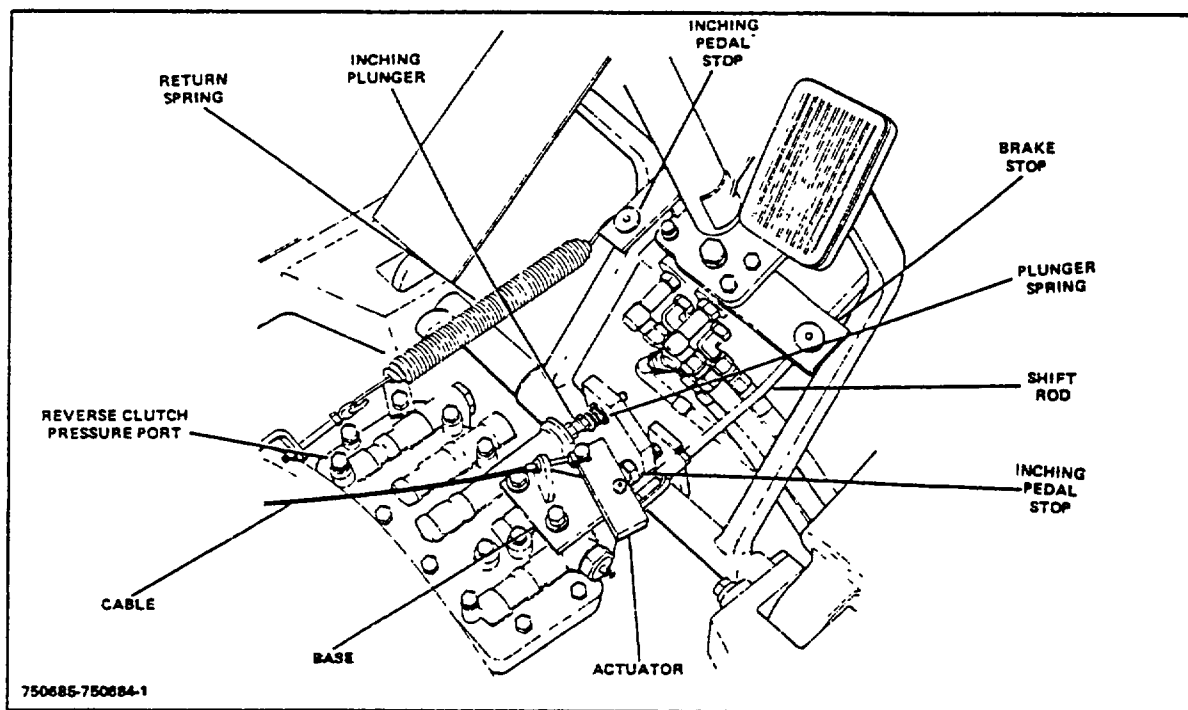 INCHING
PEDAL
STOP
INCHING
PLUNGER
RETURN
SPRING
BRAKE
STOP
PLUNGER
SPRING
SHIFT
ROD
REVERSE CLUTCH
PRESSURE PORT
INCHING
PEDAL
STOP
CABLE
BASE
ACTUATOR
750685-750684-1